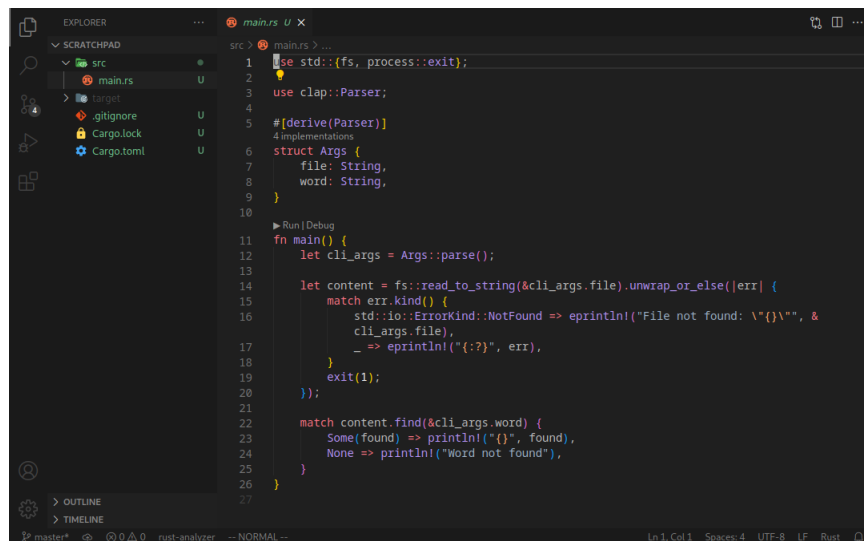 EXPLORER
SCRATCHPAD
src
main.rs U
target
.gitignore U
Cargo.lock U
Cargo.toml U
OUTLINE
TIMELINE
4
main.rs U
src > main.rs > ...
1 use std::{fs, process::exit};
2
3 use clap::Parser;
4
5 #[derive(Parser)]
4 implementations
6 struct Args {
7 file: String,
8 word: String,
9 }
10
Run | Debug
11 fn main() {
12 let cli_args = Args::parse();
13
14 let content = fs::read_to_string(&cli_args.file).unwrap_or_else(|err| {
15 match err.kind() {
16 std::io::ErrorKind::NotFound => eprintln!("File not found: \"{}\"", &
cli_args.file),
17 _ => eprintln!("{:?}", err),
18 }
19 exit(1);
20 });
21
22 match content.find(&cli_args.word) {
23 Some(found) => println!("{}", found),
24 None => println!("Word not found"),
25 }
26 }
27
master* 0 0 rust-analyzer -- NORMAL -- Ln 1, Col 1 Spaces: 4 UTF-8 LF Rust